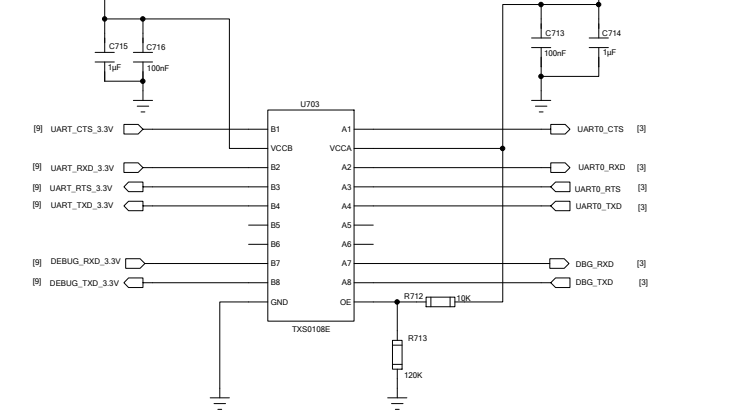 C715
C716
1µF
100nF
C713
C714
100nF
1µF
U703
[9] UART_CTS_3.3V
B1
A1
UART0_CTS [3]
VCCB
VCCA
[9] UART_RXD_3.3V
B2
A2
UART0_RXD [3]
[9] UART_RTS_3.3V
B3
A3
UART0_RTS [3]
[9] UART_TXD_3.3V
B4
A4
UART0_TXD [3]
B5
A5
B6
A6
[9] DEBUG_RXD_3.3V
B7
A7
DBG_RXD [3]
[9] DEBUG_TXD_3.3V
B8
A8
DBG_TXD [3]
GND
OE
R712
10K
TXS0108E
R713
120K